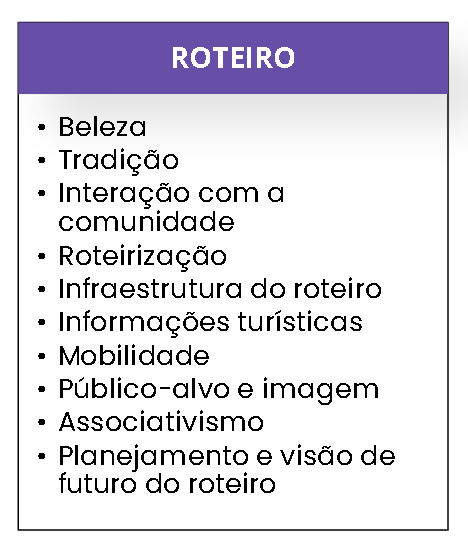 ROTEIRO
• Beleza
• Tradição
• Interação com a
comunidade
• Roteirização
• Infraestrutura do roteiro
• Informações turísticas
• Mobilidade
• Público-alvo e imagem
• Associativismo
• Planejamento e visão de
futuro do roteiro